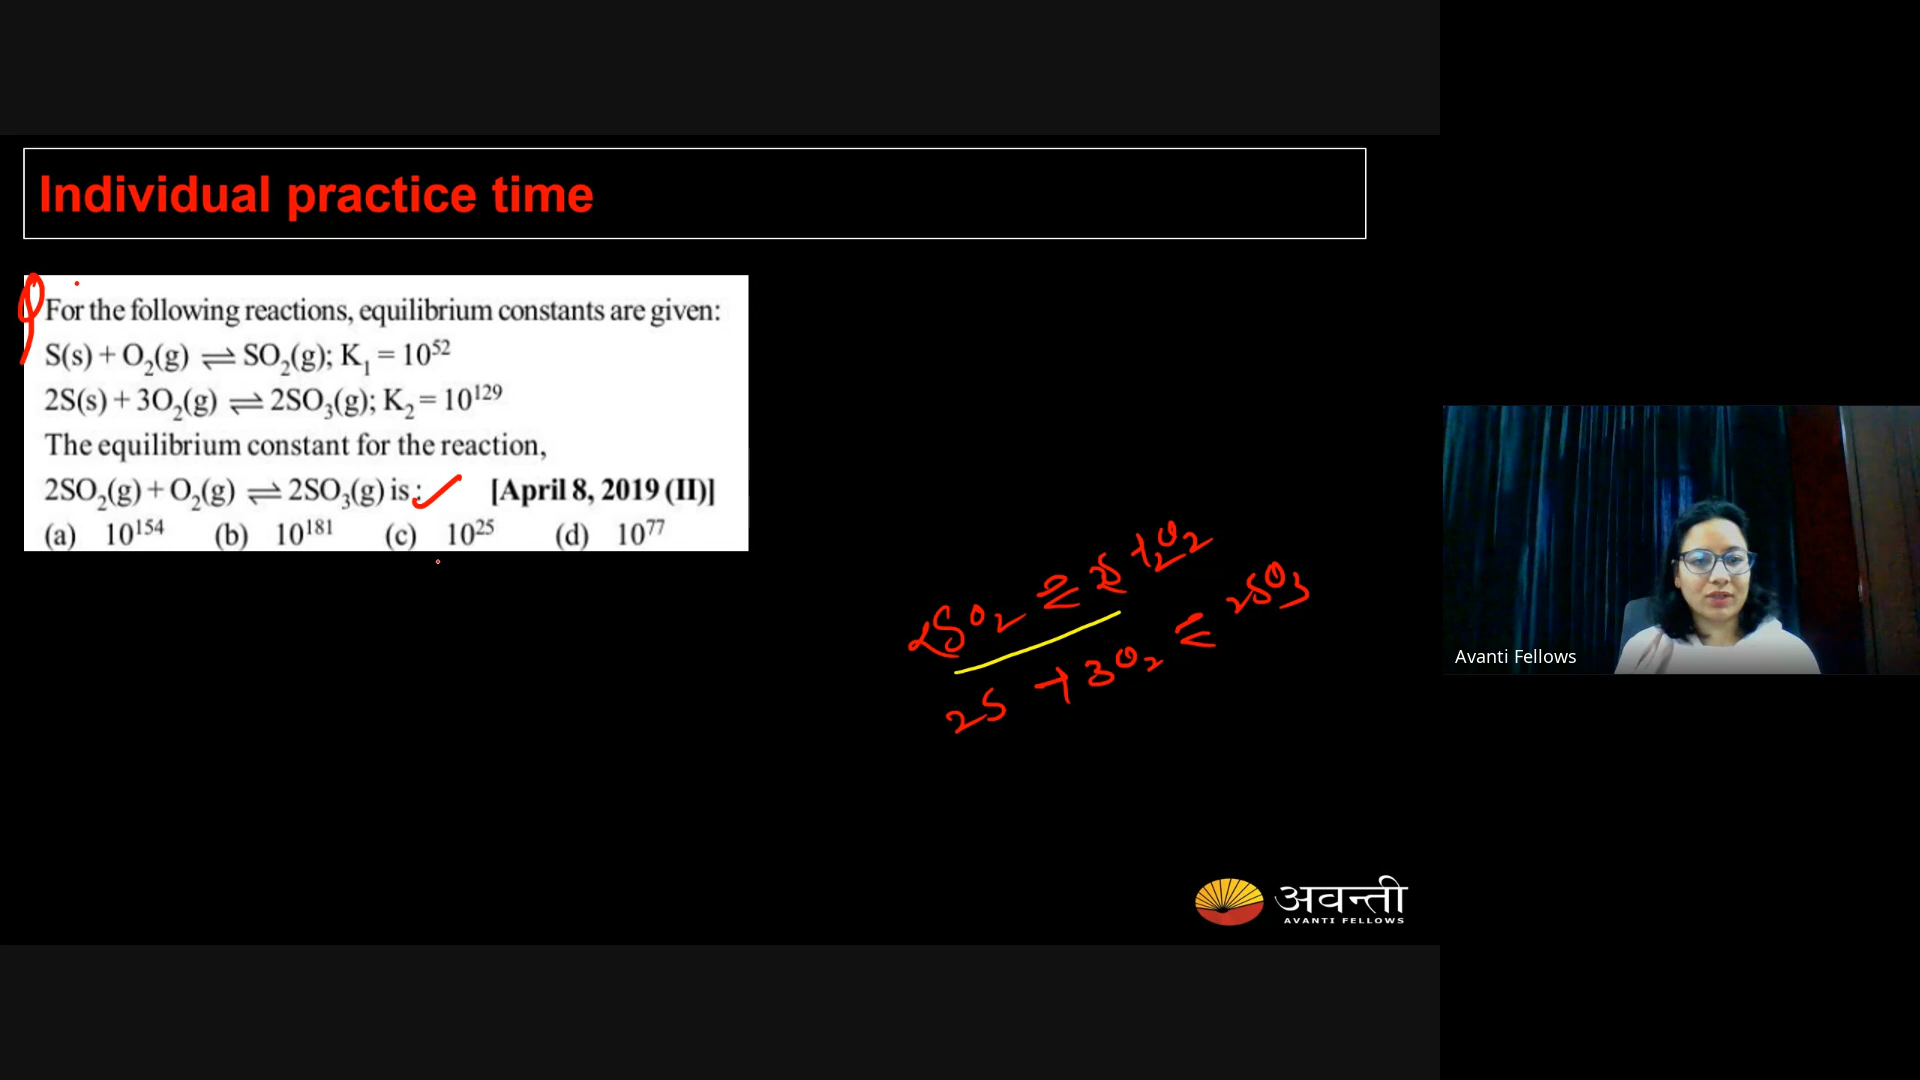 Individual practice time
For the following reactions, equilibrium constants are given:
S(s) + O₂(g) ⇌ SO₂(g); K₁ = 10⁵²
2S(s) + 3O₂(g) ⇌ 2SO₃(g); K₂ = 10¹²⁹
The equilibrium constant for the reaction,
2SO₂(g) + O₂(g) ⇌ 2SO₃(g) is : [April 8, 2019 (II)]
(a) 10¹⁵⁴ (b) 10¹⁸¹ (c) 10²⁵ (d) 10⁷⁷
2SO₂ ⇌ 2S + 2O₂
2S + 3O₂ ⇌ 2SO₃
Avanti Fellows
अवन्ती
AVANTI FELLOWS